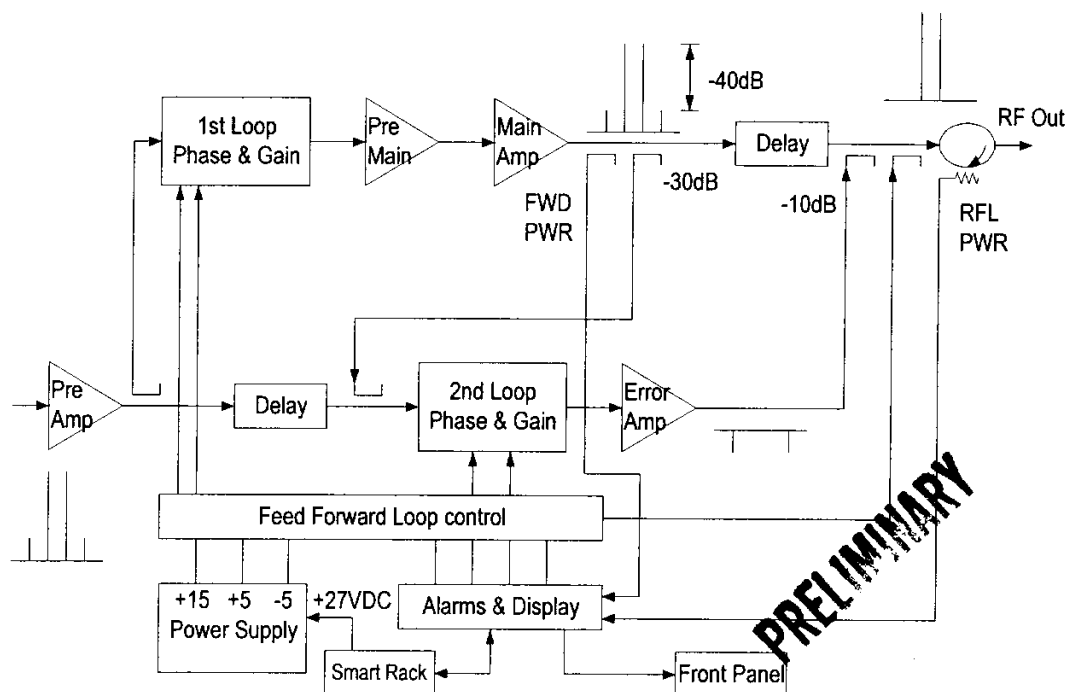 -40dB
RF Out
1st Loop
Phase & Gain
Pre
Main
Main
Amp
Delay
-30dB
-10dB
FWD
PWR
RFL
PWR
Pre
Amp
Delay
2nd Loop
Phase & Gain
Error
Amp
Feed Forward Loop control
+15 +5 -5 +27VDC
Power Supply
Alarms & Display
Smart Rack
Front Panel
PRELIMINARY